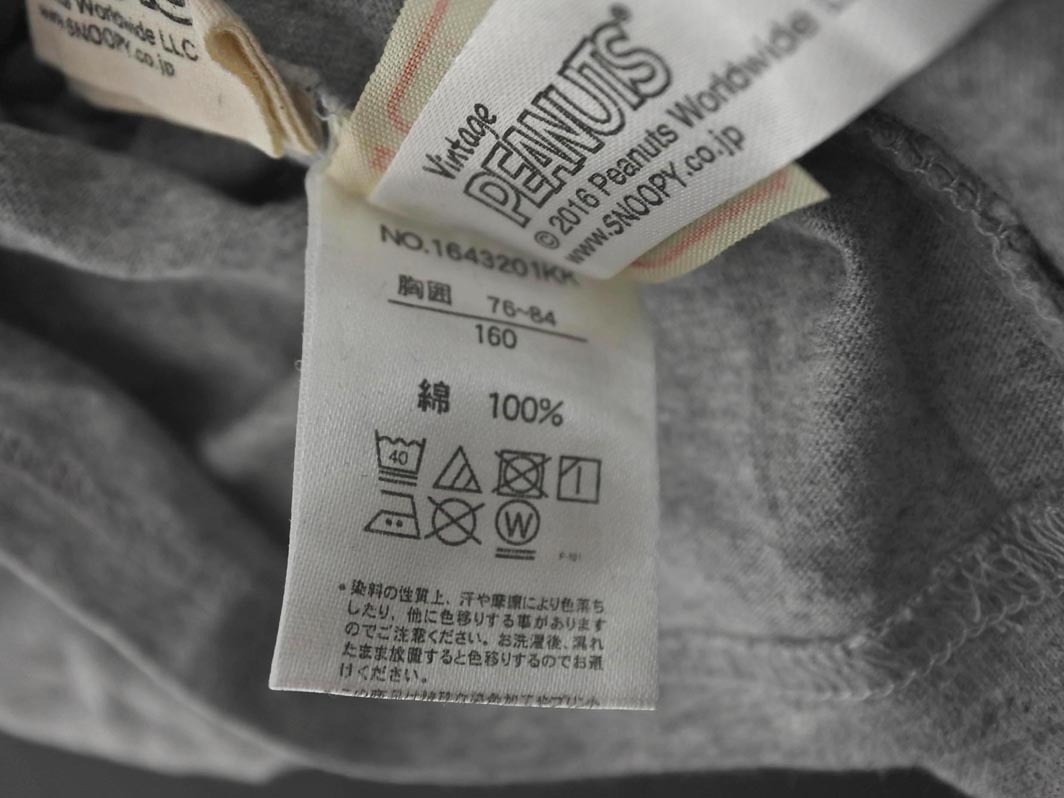 Worldwide LLC
www.SNOOPY.co.jp
Vintage
PEANUTS
© 2016 Peanuts Worldwide
www.SNOOPY.co.jp
NO.1643201KK
胸囲 76~84
160
綿 100%
40
W
*染料の性質上、汗や摩擦により色落ち
したり、他に色移りする事があります
のでご注意ください。お洗濯後、濡れ
たまま放置すると色移りするのでお避
けください。